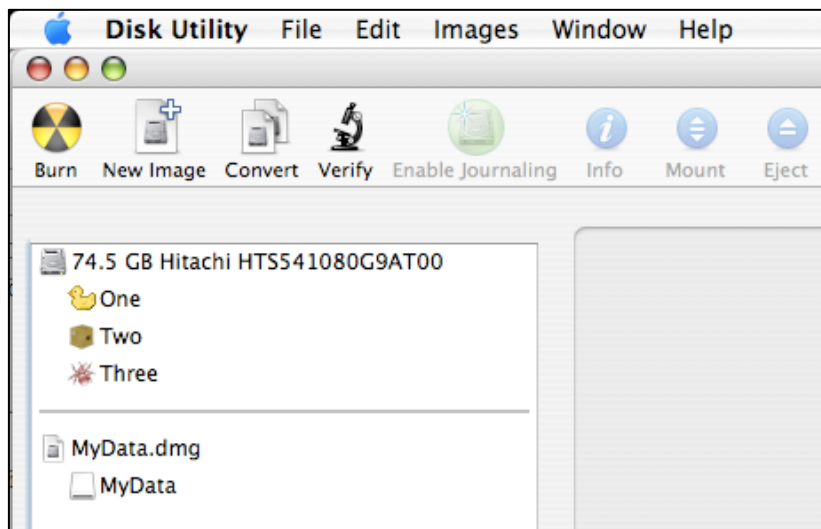 Disk Utility File Edit Images Window Help
Burn New Image Convert Verify Enable Journaling Info Mount Eject
74.5 GB Hitachi HTS541080G9AT00
One
Two
Three
MyData.dmg
MyData